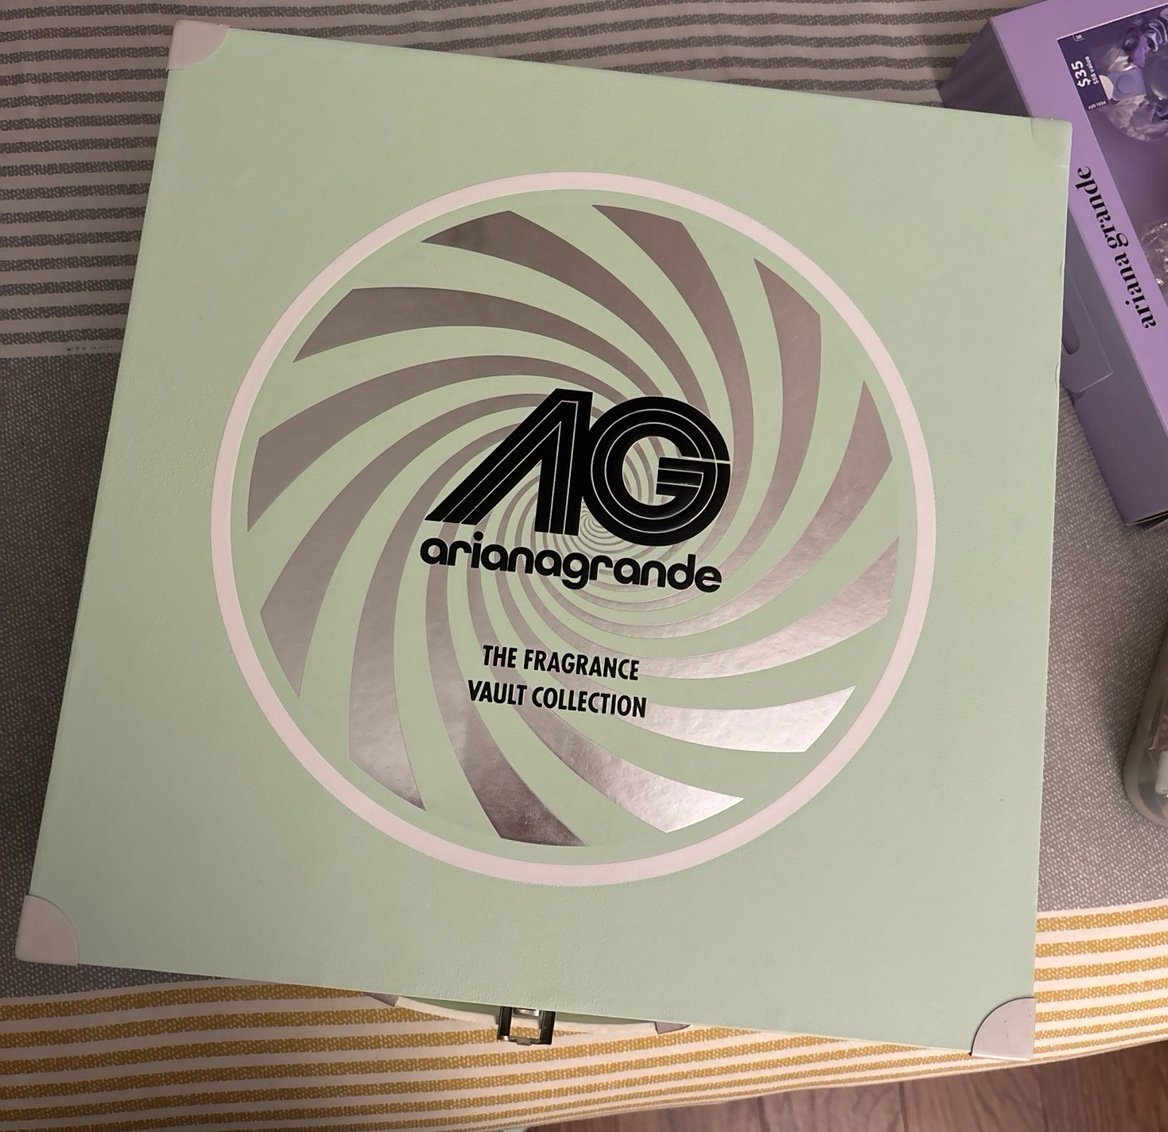 AG
arianagrande
THE FRAGRANCE
VAULT COLLECTION
$35
ariana grande